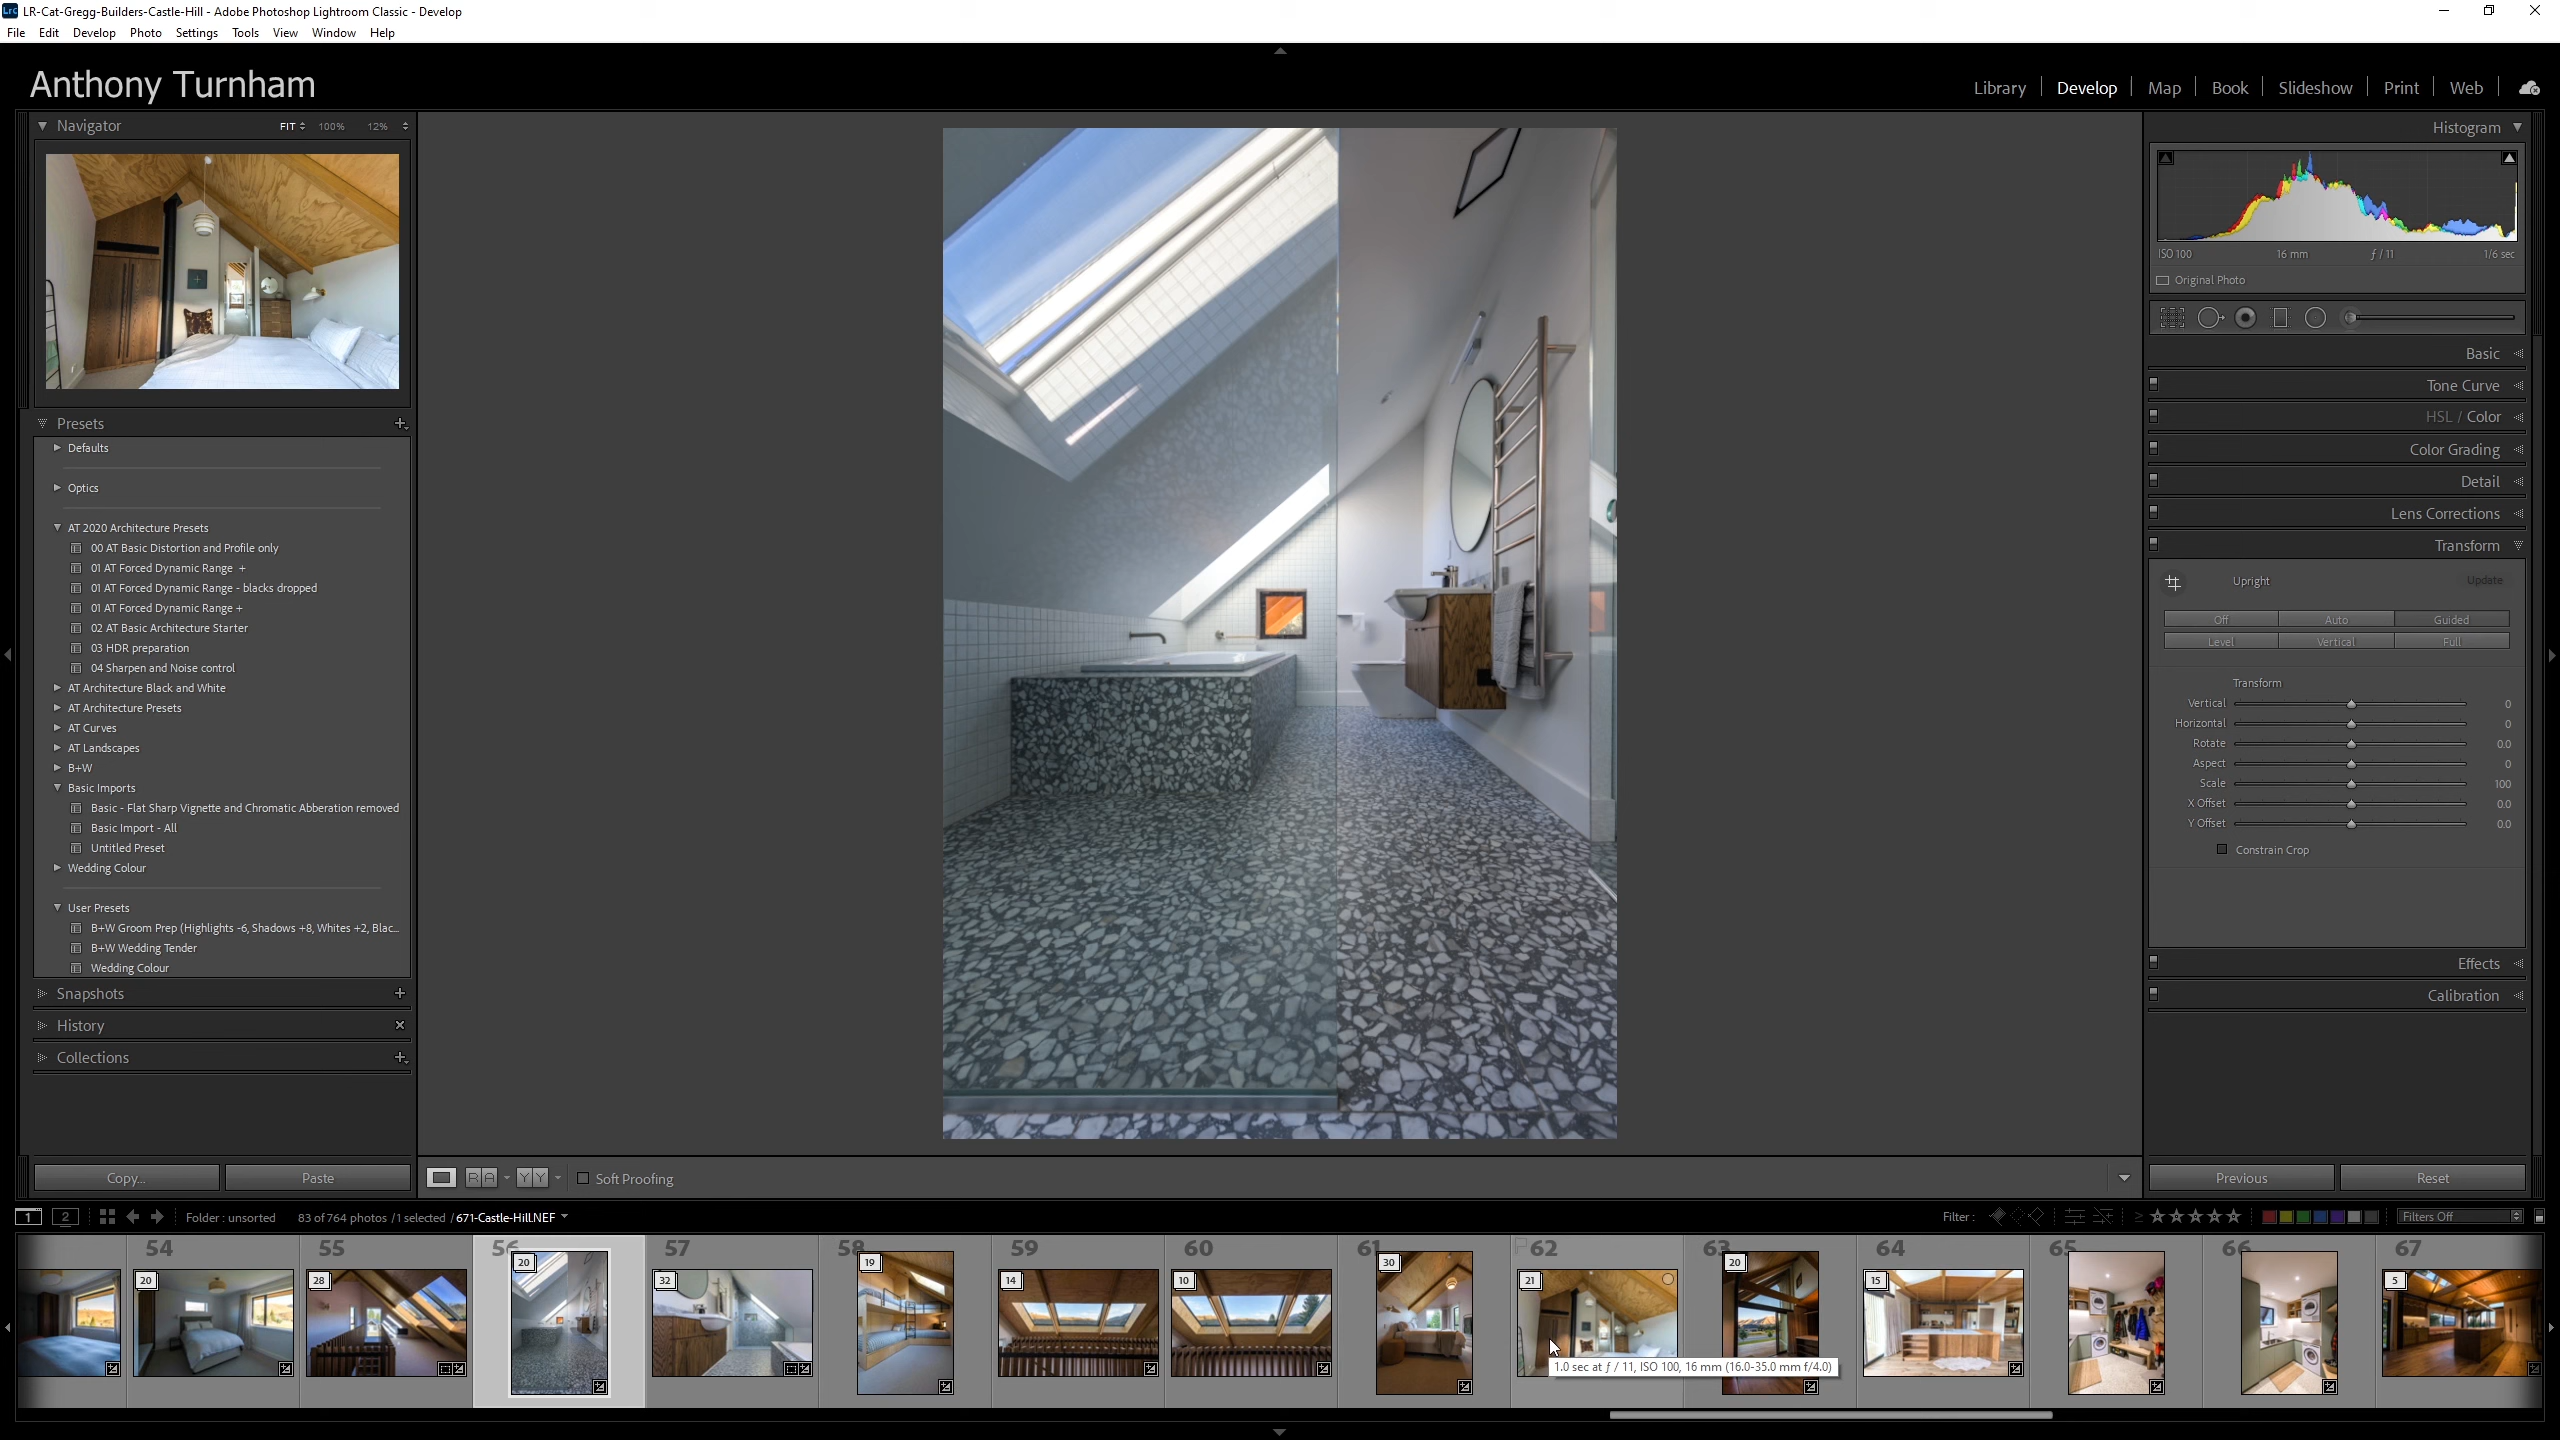 LR-Cat-Gregg-Builders-Castle-Hill - Adobe Photoshop Lightroom Classic - Develop
File Edit Develop Photo Settings Tools View Window Help
Anthony Turnham
Library Develop Map Book Slideshow Print Web
Navigator FIT 100% 12%
Histogram
ISO 100 16 mm ƒ / 11 1/6 sec
Original Photo
Basic
Tone Curve
HSL / Color
Color Grading
Detail
Lens Corrections
Transform
Upright Update
Off Auto Guided
Level Vertical Full
Transform
Vertical 0
Horizontal 0
Rotate 0.0
Aspect 0
Scale 100
X Offset 0.0
Y Offset 0.0
Constrain Crop
Effects
Calibration
Previous Reset
Presets
Defaults
Optics
AT 2020 Architecture Presets
00 AT Basic Distortion and Profile only
01 AT Forced Dynamic Range +
01 AT Forced Dynamic Range - blacks dropped
01 AT Forced Dynamic Range +
02 AT Basic Architecture Starter
03 HDR preparation
04 Sharpen and Noise control
AT Architecture Black and White
AT Architecture Presets
AT Curves
AT Landscapes
B+W
Basic Imports
Basic - Flat Sharp Vignette and Chromatic Abberation removed
Basic Import - All
Untitled Preset
Wedding Colour
User Presets
B+W Groom Prep (Highlights -6, Shadows +8, Whites +2, Blac...
B+W Wedding Tender
Wedding Colour
Snapshots
History
Collections
Copy... Paste
R A Y Y Soft Proofing
1 2 Folder : unsorted 83 of 764 photos / 1 selected / 671-Castle-Hill.NEF Filter : Filters Off
54 55 56 57 58 59 60 61 62 63 64 65 66 67
20 28 20 32 19 14 10 30 21 20 15 5
1.0 sec at ƒ / 11, ISO 100, 16 mm (16.0-35.0 mm f/4.0)